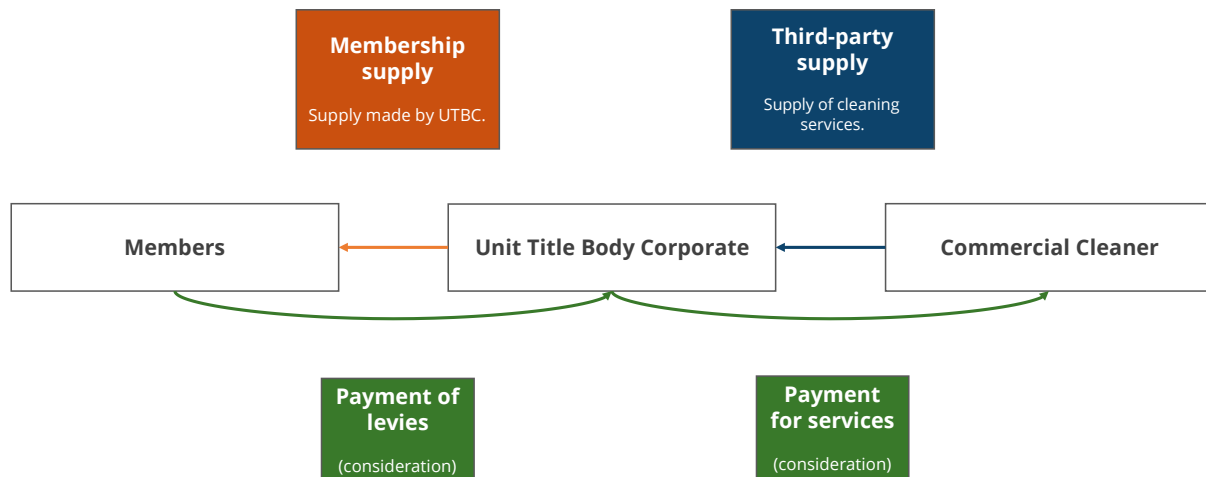 Membership
supply
Supply made by UTBC.
Third-party
supply
Supply of cleaning
services.
Members
Unit Title Body Corporate
Commercial Cleaner
Payment of
levies
(consideration)
Payment
for services
(consideration)